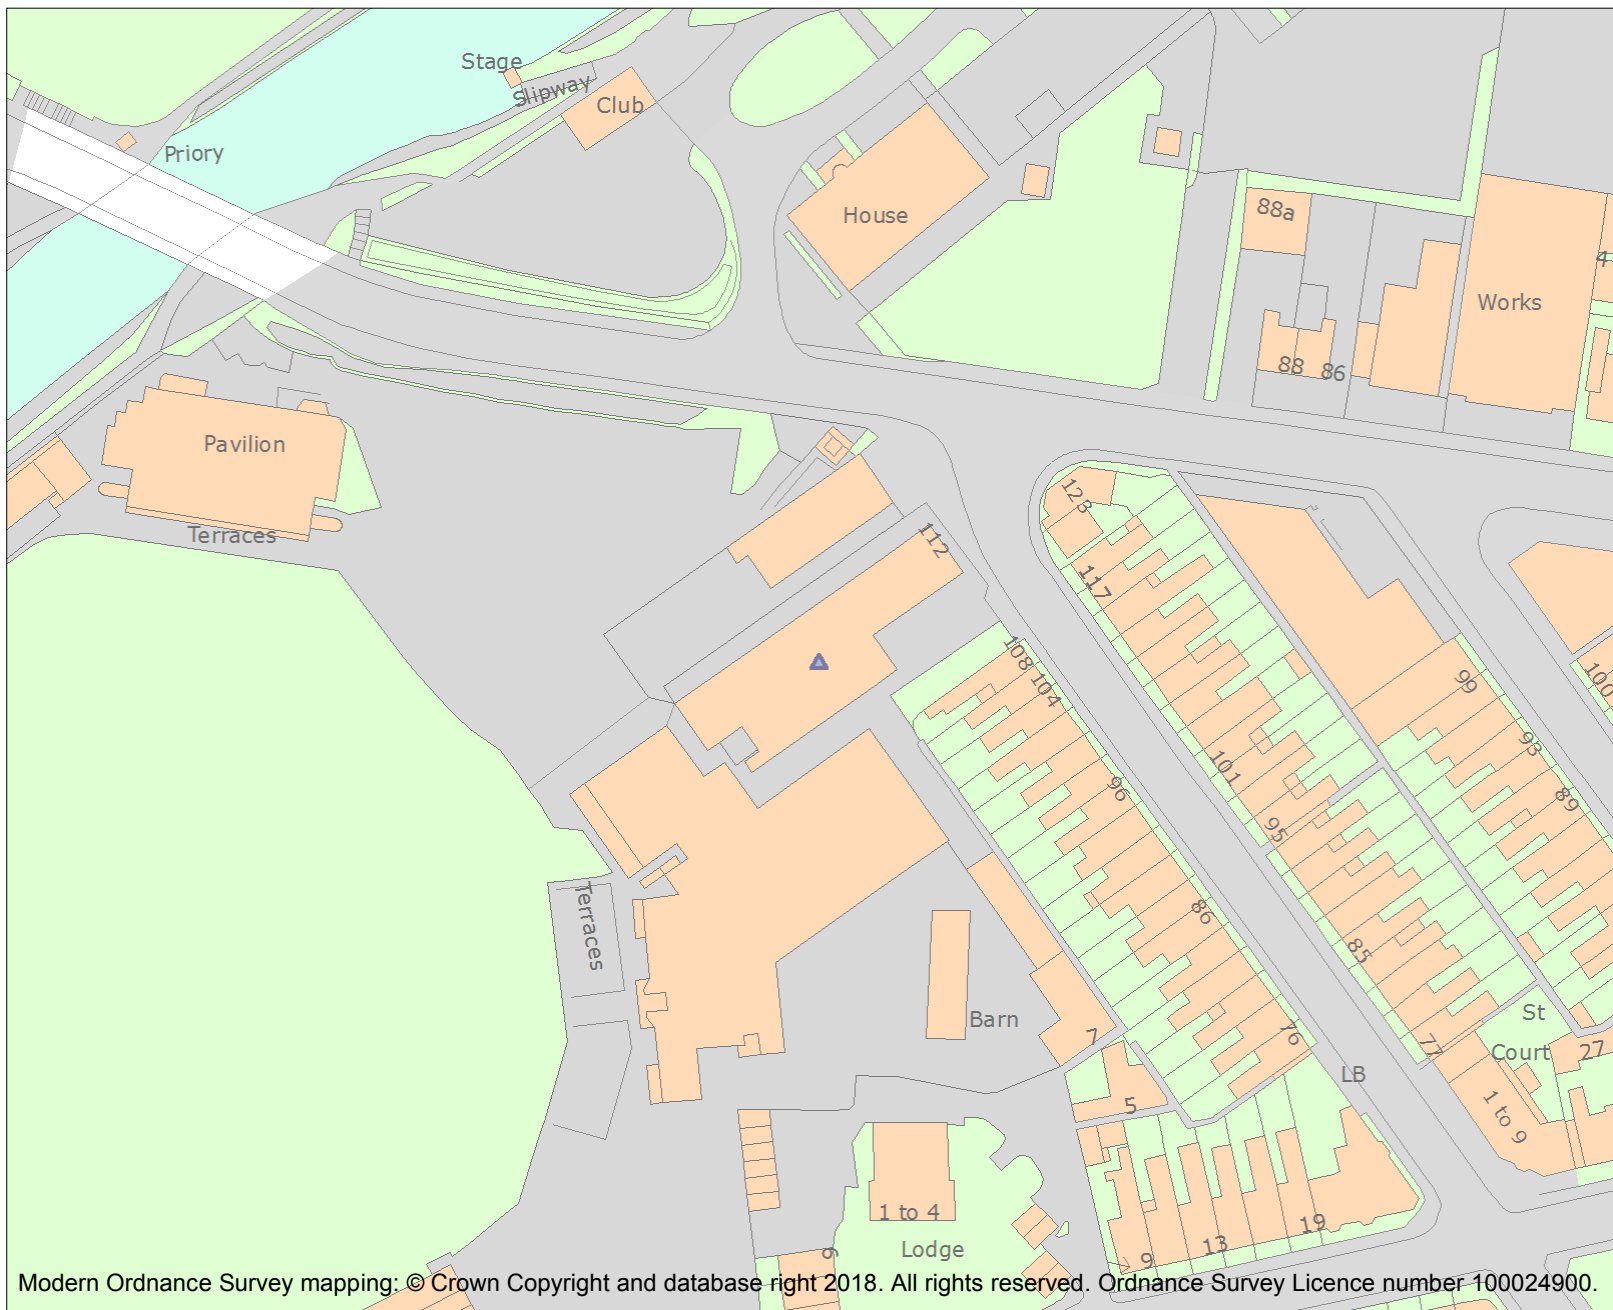 Stage
Slipway
Club
Priory
House
88a
4
Works
88
86
Pavilion
Terraces
123
112
117
108
104
99
100
93
101
96
89
95
Terraces
86
85
St
Barn
7
76
77
Court
27
LB
5
1 to 9
1 to 4
19
13
Lodge
9
9
Modern Ordnance Survey mapping: © Crown Copyright and database right 2018. All rights reserved. Ordnance Survey Licence number 100024900.